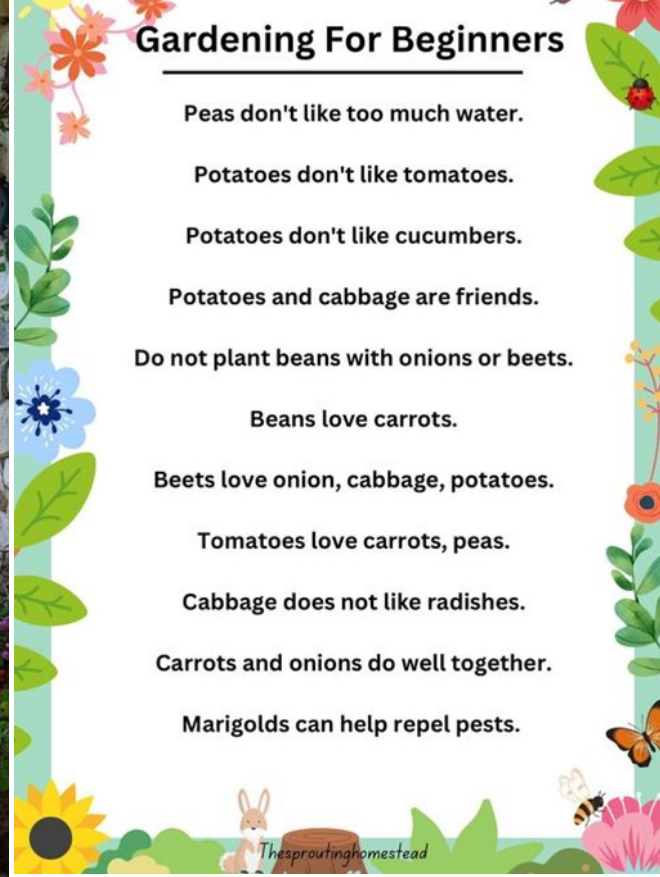 Gardening For Beginners
Peas don't like too much water.
Potatoes don't like tomatoes.
Potatoes don't like cucumbers.
Potatoes and cabbage are friends.
Do not plant beans with onions or beets.
Beans love carrots.
Beets love onion, cabbage, potatoes.
Tomatoes love carrots, peas.
Cabbage does not like radishes.
Carrots and onions do well together.
Marigolds can help repel pests.
Thesproutinghomestead